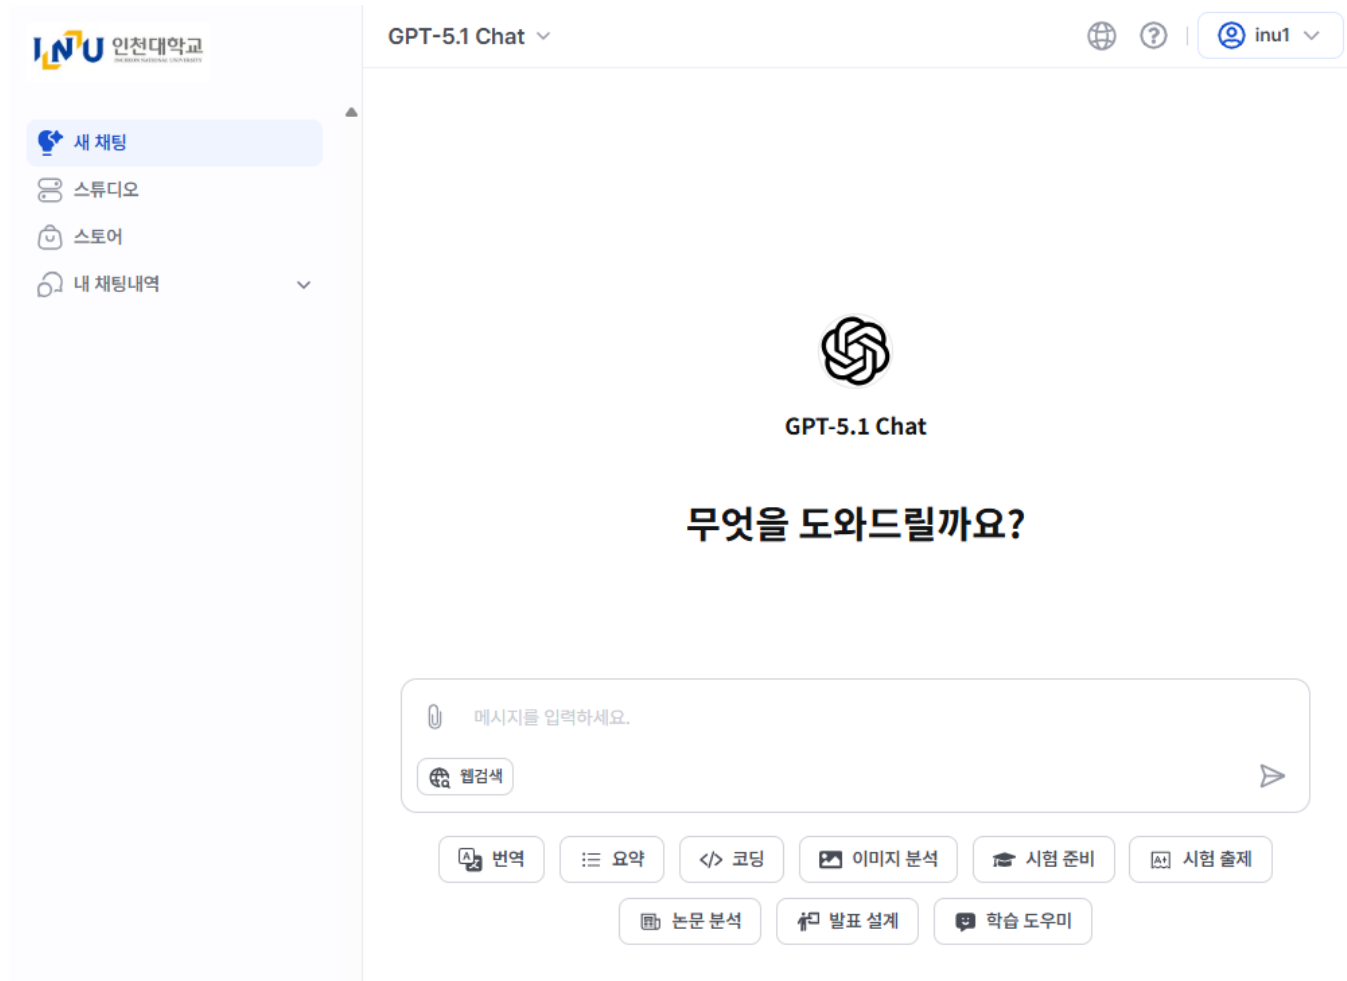 INU 인천대학교
INCHEON NATIONAL UNIVERSITY
새 채팅
스튜디오
스토어
내 채팅내역
GPT-5.1 Chat
inu1
GPT-5.1 Chat
무엇을 도와드릴까요?
메시지를 입력하세요.
웹검색
번역
요약
코딩
이미지 분석
시험 준비
시험 출제
논문 분석
발표 설계
학습 도우미